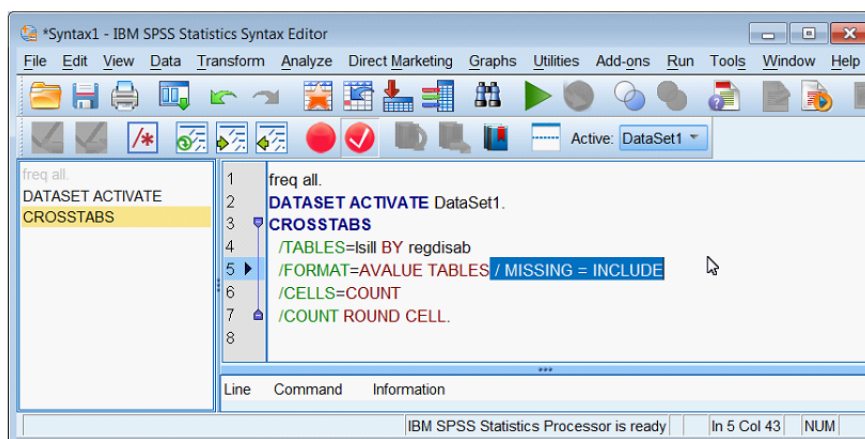 *Syntax1 - IBM SPSS Statistics Syntax Editor
File Edit View Data Transform Analyze Direct Marketing Graphs Utilities Add-ons Run Tools Window Help
Active: DataSet1
freq all.
DATASET ACTIVATE
CROSSTABS
1 freq all.
2 DATASET ACTIVATE DataSet1.
3 CROSSTABS
4 /TABLES=lsill BY regdisab
5 /FORMAT=AVALUE TABLES / MISSING = INCLUDE
6 /CELLS=COUNT
7 /COUNT ROUND CELL.
8
Line Command Information
IBM SPSS Statistics Processor is ready In 5 Col 43 NUM